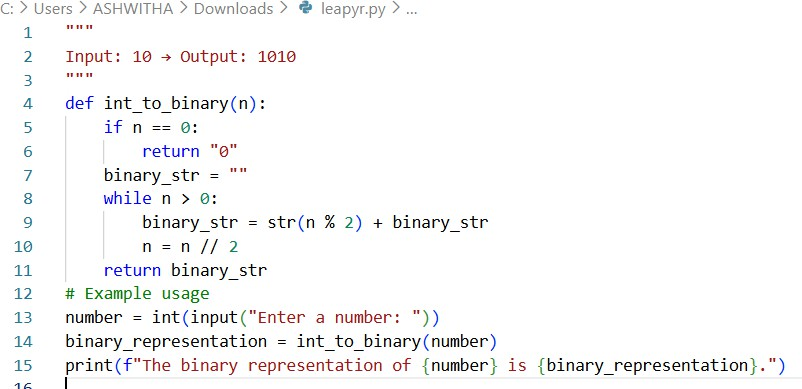 C: > Users > ASHWITHA > Downloads > leapyr.py > ...
1 """
2 Input: 10 → Output: 1010
3 """
4 def int_to_binary(n):
5     if n == 0:
6         return "0"
7     binary_str = ""
8     while n > 0:
9         binary_str = str(n % 2) + binary_str
10         n = n // 2
11     return binary_str
12 # Example usage
13 number = int(input("Enter a number: "))
14 binary_representation = int_to_binary(number)
15 print(f"The binary representation of {number} is {binary_representation}.")
16